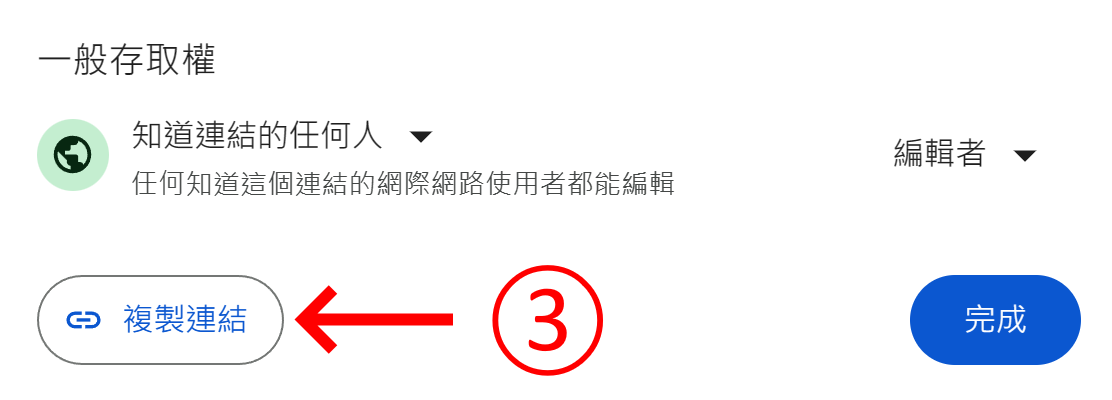 一般存取權
知道連結的任何人
編輯者
任何知道這個連結的網際網路使用者都能編輯
複製連結
3
完成